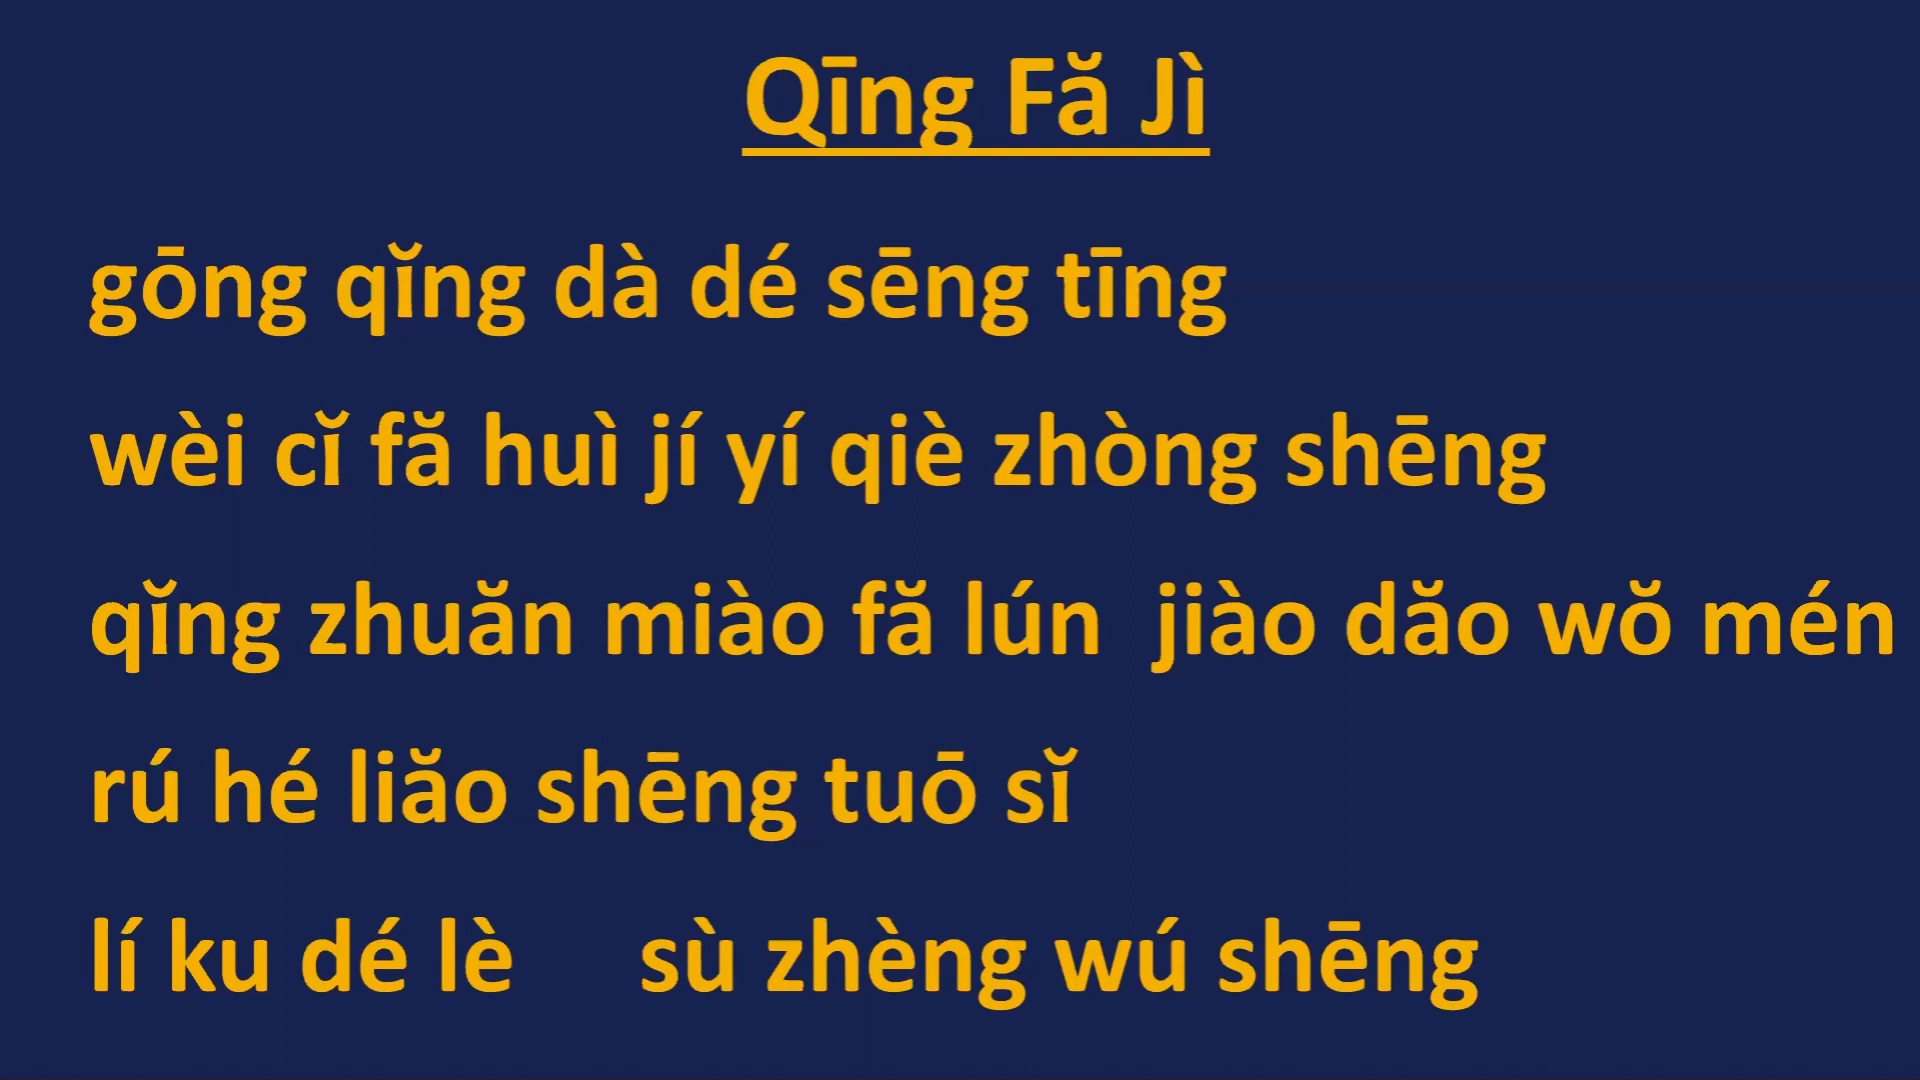 Qīng Fă Jì
gōng qĭng dà dé sēng tīng
wèi cĭ fă huì jí yí qiè zhòng shēng
qĭng zhuăn miào fă lún jiào dăo wŏ mén
rú hé liăo shēng tuō sĭ
lí ku dé lè sù zhèng wú shēng